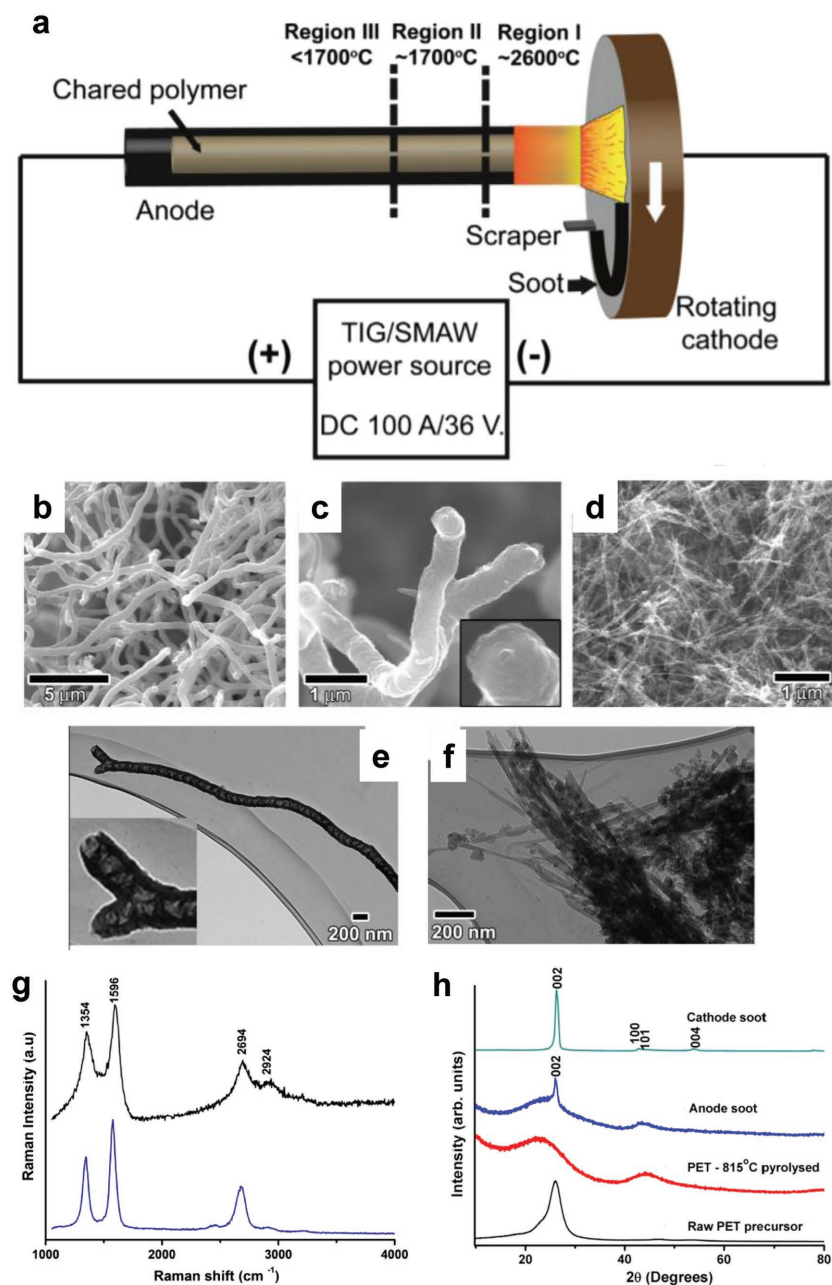 a
Region III
<1700°C
Region II
~1700°C
Region I
~2600°C
Chared polymer
Anode
Scraper
Soot
Rotating
cathode
(+)
TIG/SMAW
power source
DC 100 A/36 V.
(-)
b
5 μm
c
1 μm
d
1 μm
e
200 nm
f
200 nm
g
1354
1596
2694
2924
Raman Intensity (a.u)
1000
2000
3000
4000
Raman shift (cm⁻¹)
h
002
Cathode soot
100
101
004
002
Anode soot
PET - 815°C pyrolysed
Raw PET precursor
Intensity (arb. units)
20
40
60
80
2θ (Degrees)